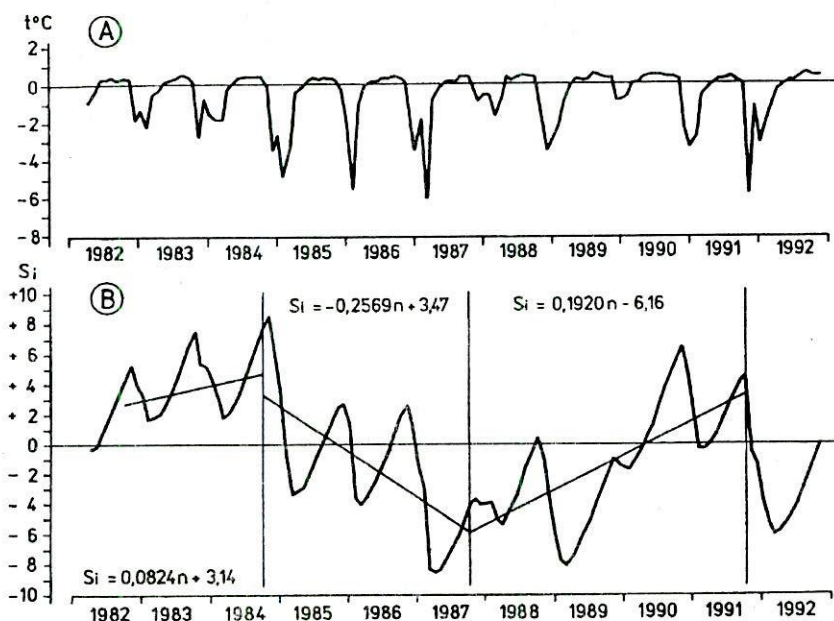 t°C
A
2
0
-2
-4
-6
-8
1982 1983 1984 1985 1986 1987 1988 1989 1990 1991 1992
Si
B
+10
+ 8
+ 6
+ 4
+ 2
0
- 2
- 4
- 6
- 8
-10
Si = -0,2569n + 3,47
Si = 0,1920n - 6,16
Si = 0,0824n + 3,14
1982 1983 1984 1985 1986 1987 1988 1989 1990 1991 1992